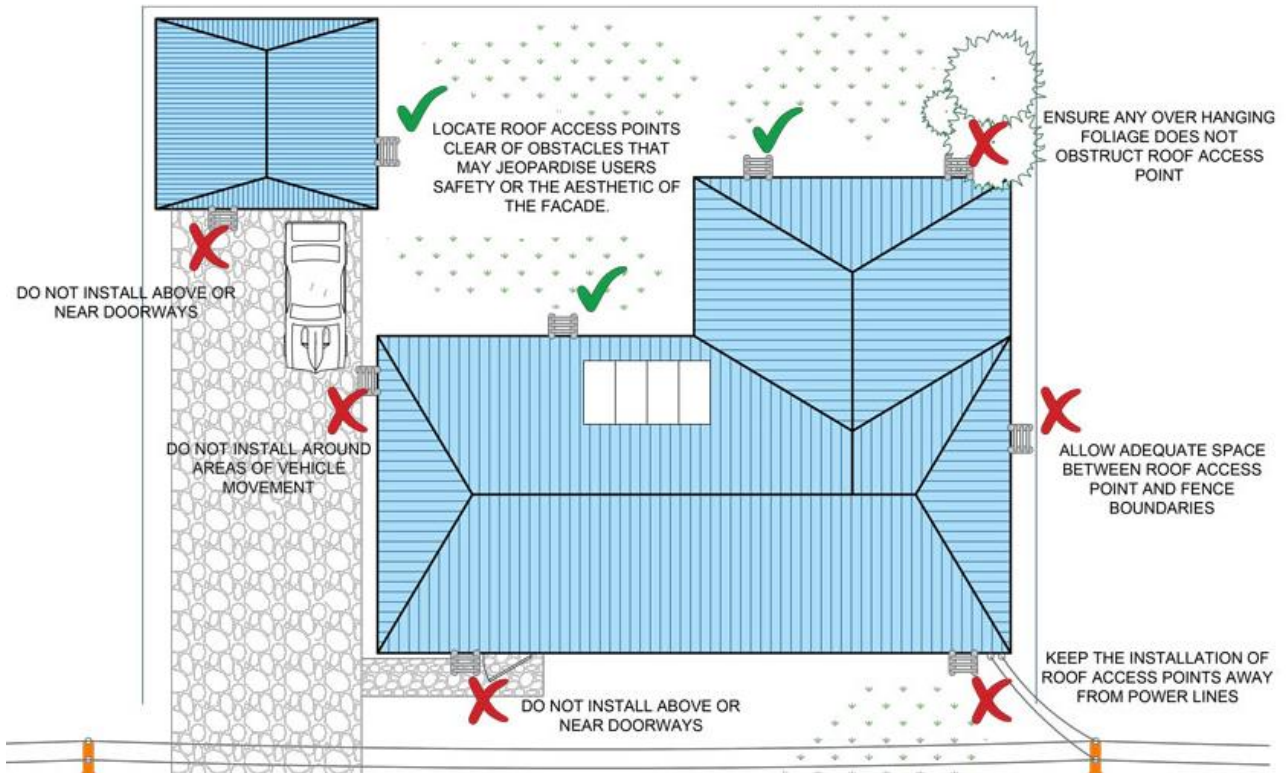 LOCATE ROOF ACCESS POINTS
CLEAR OF OBSTACLES THAT
MAY JEOPARDISE USERS
SAFETY OR THE AESTHETIC OF
THE FACADE.
ENSURE ANY OVER HANGING
FOLIAGE DOES NOT
OBSTRUCT ROOF ACCESS
POINT
DO NOT INSTALL ABOVE OR
NEAR DOORWAYS
DO NOT INSTALL AROUND
AREAS OF VEHICLE
MOVEMENT
ALLOW ADEQUATE SPACE
BETWEEN ROOF ACCESS
POINT AND FENCE
BOUNDARIES
DO NOT INSTALL ABOVE OR
NEAR DOORWAYS
KEEP THE INSTALLATION OF
ROOF ACCESS POINTS AWAY
FROM POWER LINES